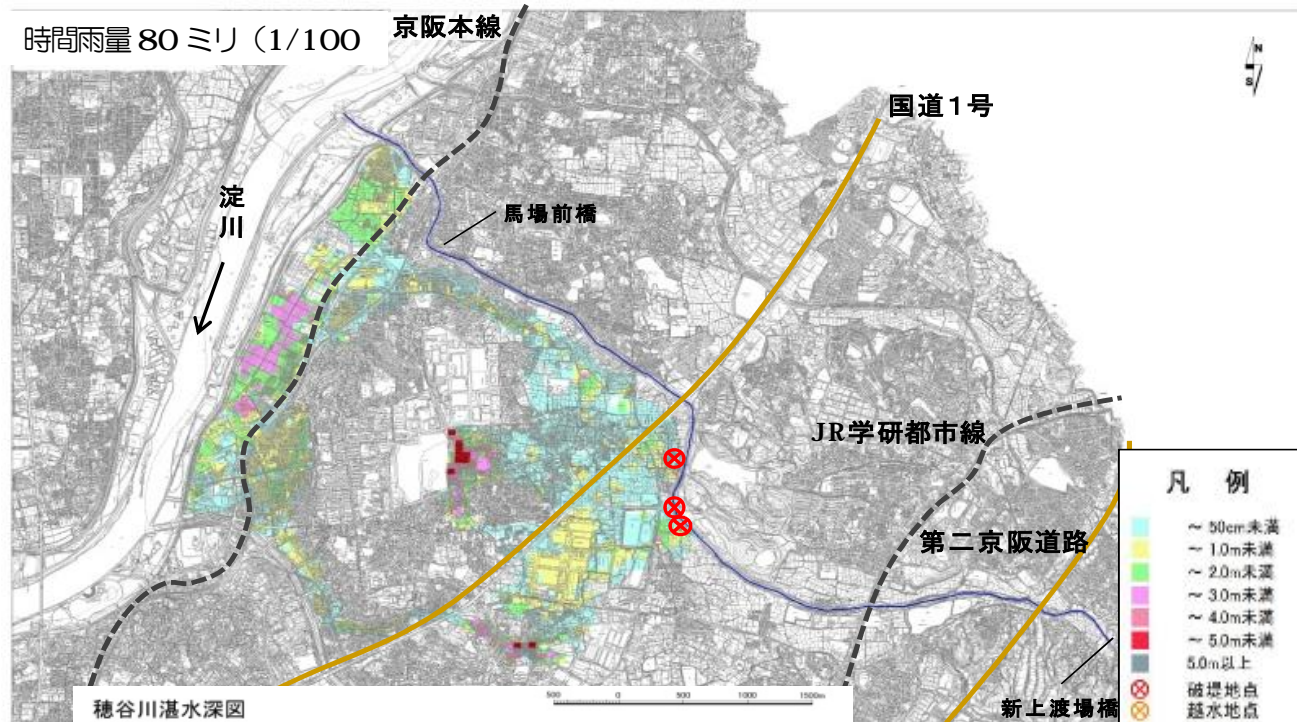 時間雨量 80 ミリ（1/100
京阪本線
N
S
国道1号
淀川
馬場前橋
JR学研都市線
第二京阪道路
新上渡場橋
凡 例
～ 50cm未満
～ 1.0m未満
～ 2.0m未満
～ 3.0m未満
～ 4.0m未満
～ 5.0m未満
5.0m以上
破堤地点
越水地点
穂谷川湛水深図
500 0 500 1000 1500m